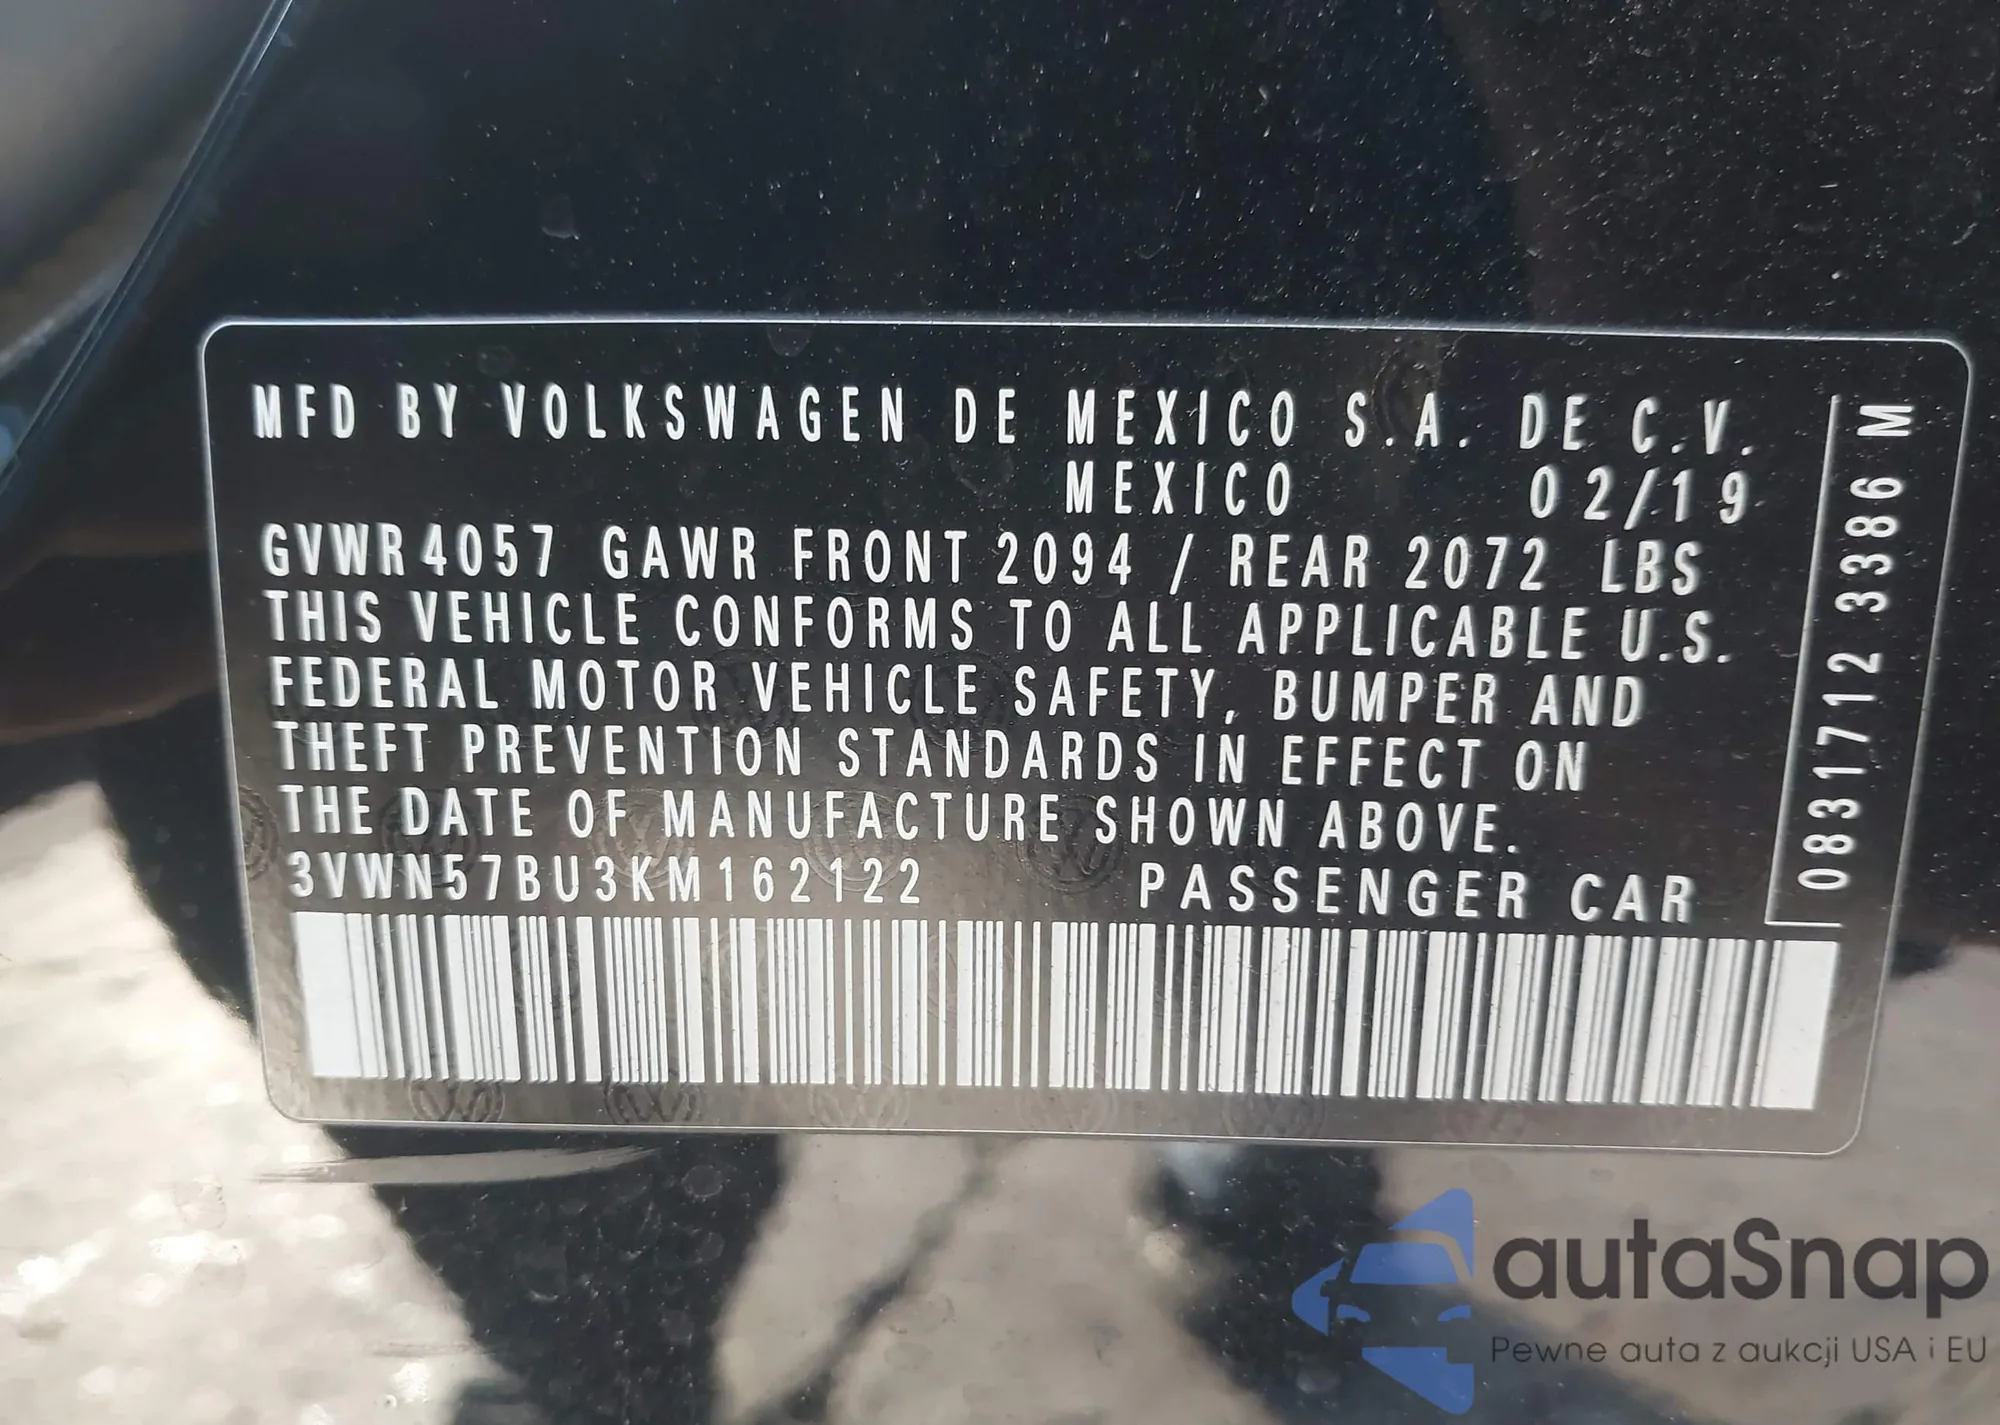 MFD BY VOLKSWAGEN DE MEXICO S.A. DE C.V.
MEXICO 02/19
GVWR 4057 GAWR FRONT 2094 / REAR 2072 LBS
THIS VEHICLE CONFORMS TO ALL APPLICABLE U.S.
FEDERAL MOTOR VEHICLE SAFETY, BUMPER AND
THEFT PREVENTION STANDARDS IN EFFECT ON
THE DATE OF MANUFACTURE SHOWN ABOVE.
3VWN57BU3KM162122 PASSENGER CAR
0831712 3386 M
autaSnap
Pewne auta z aukcji USA i EU